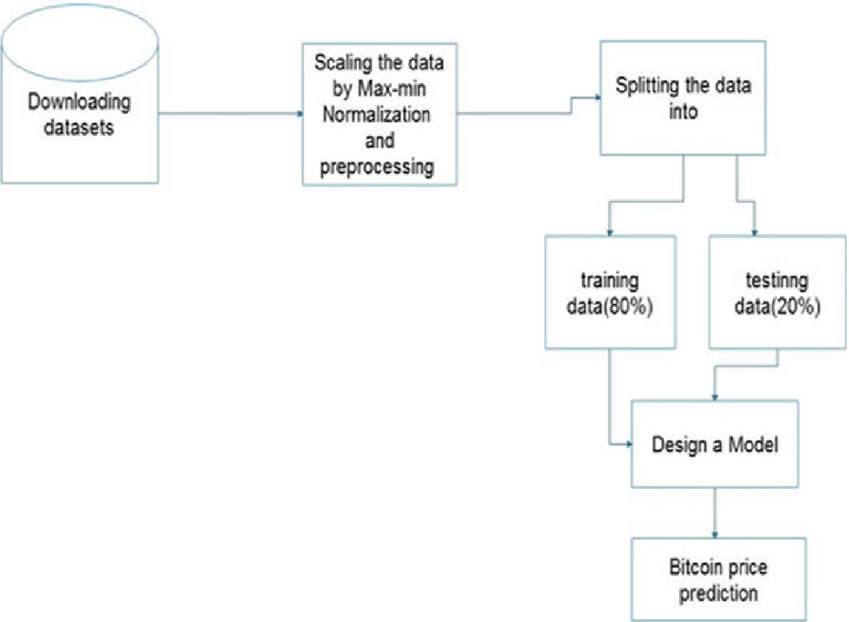 Downloading
datasets
Scaling the data
by Max-min
Normalization
and
preprocessing
Splitting the data
into
training
data(80%)
testinng
data(20%)
Design a Model
Bitcoin price
prediction